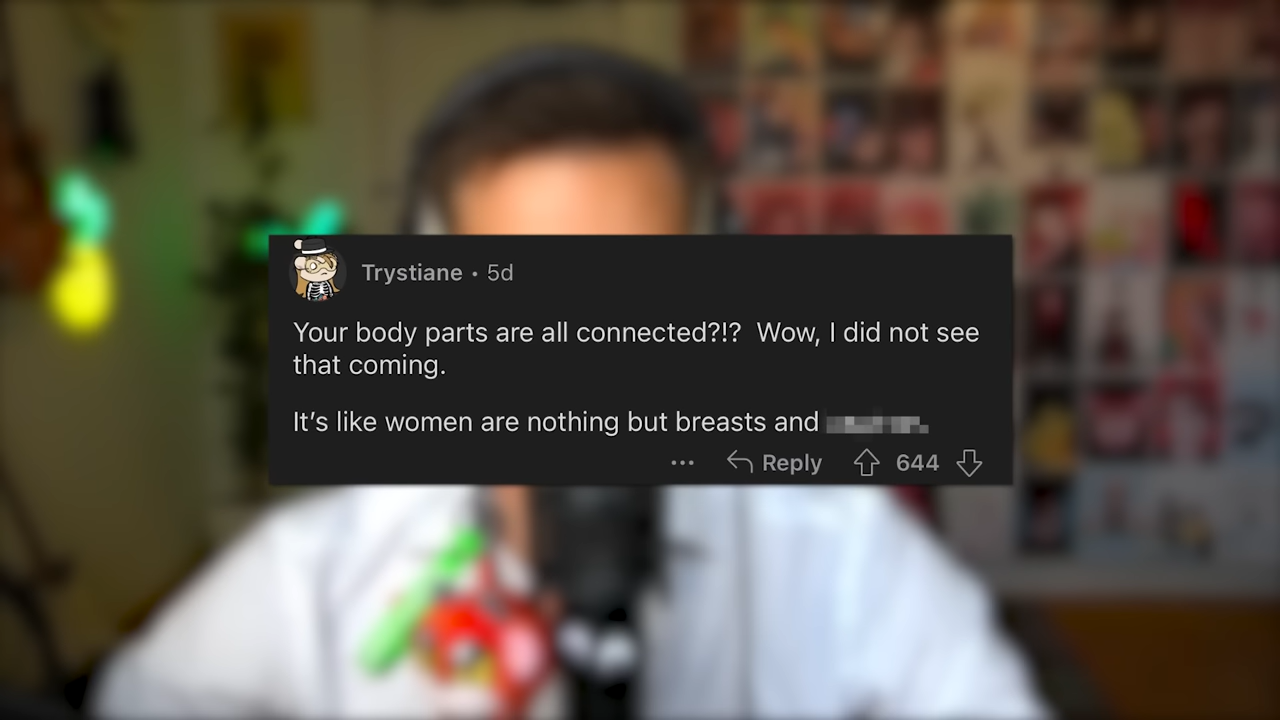 Trystiane • 5d
Your body parts are all connected?!? Wow, I did not see
that coming.
It's like women are nothing but breasts and
... Reply 644